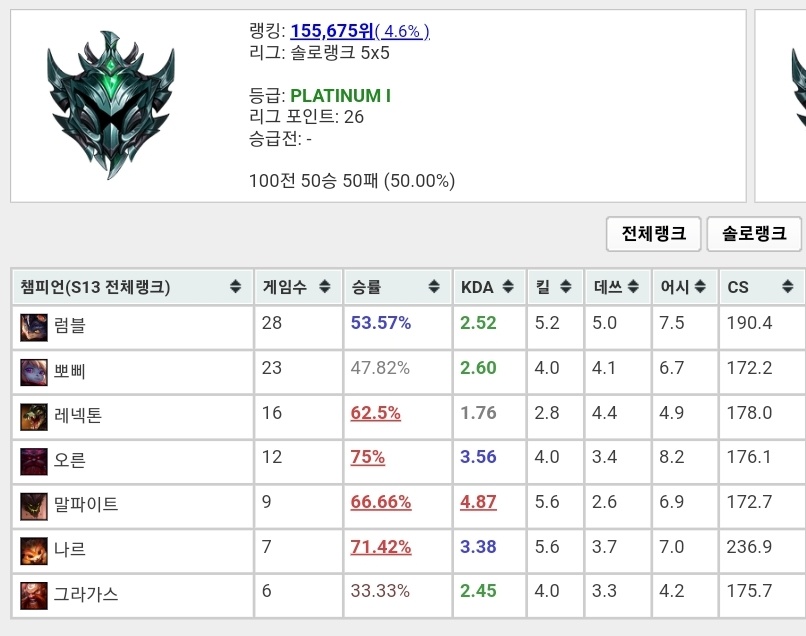 랭킹: 155,675위( 4.6% )
리그: 솔로랭크 5x5
등급: PLATINUM I
리그 포인트: 26
승급전: -
100전 50승 50패 (50.00%)
전체랭크 솔로랭크
챔피언(S13 전체랭크) 게임수 승률 KDA 킬 데쓰 어시 CS
럼블 28 53.57% 2.52 5.2 5.0 7.5 190.4
뽀삐 23 47.82% 2.60 4.0 4.1 6.7 172.2
레넥톤 16 62.5% 1.76 2.8 4.4 4.9 178.0
오른 12 75% 3.56 4.0 3.4 8.2 176.1
말파이트 9 66.66% 4.87 5.6 2.6 6.9 172.7
나르 7 71.42% 3.38 5.6 3.7 7.0 236.9
그라가스 6 33.33% 2.45 4.0 3.3 4.2 175.7